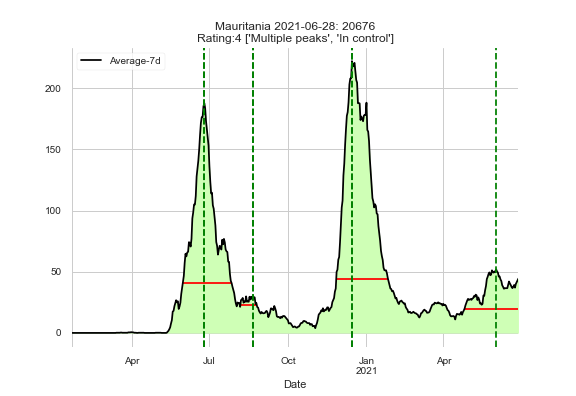 Mauritania 2021-06-28: 20676
Rating:4 ['Multiple peaks', 'In control']
Average-7d
200
150
100
50
0
Apr
Jul
Oct
Jan
2021
Apr
Date